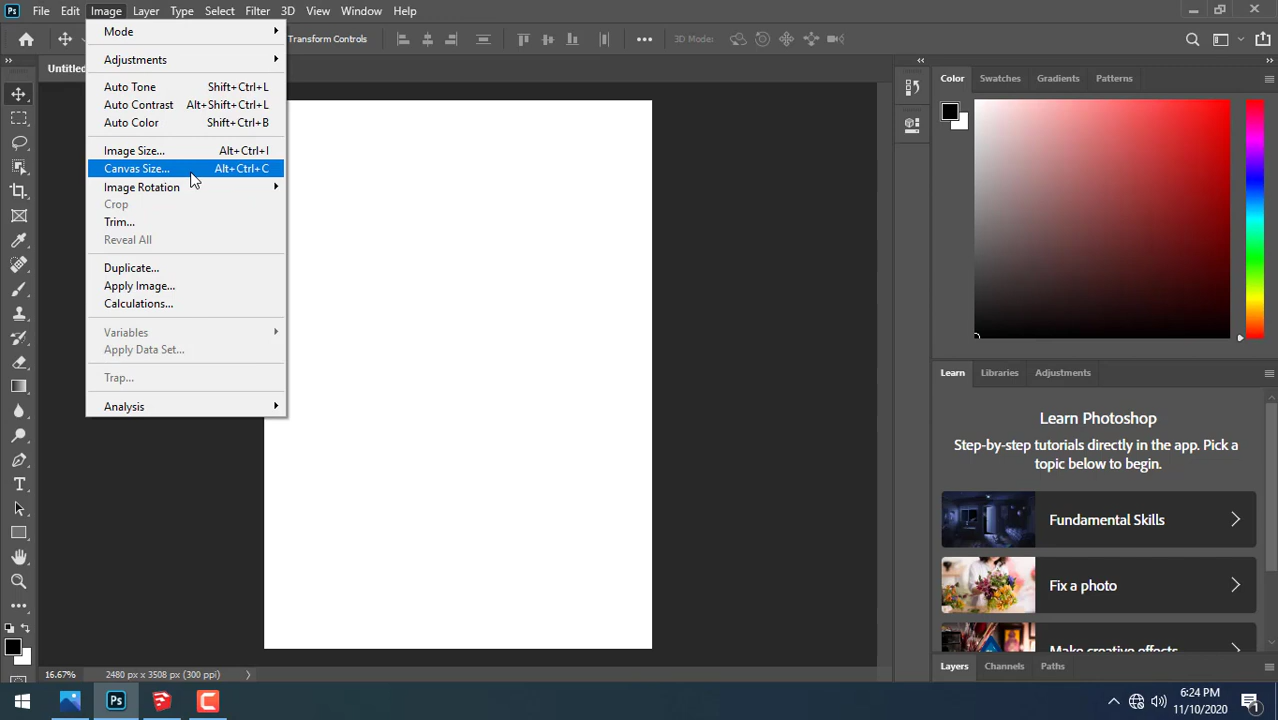 Ps File Edit Image Layer Type Select Filter 3D View Window Help
Transform Controls 3D Mode:
Untitled
Mode
Adjustments
Auto Tone Shift+Ctrl+L
Auto Contrast Alt+Shift+Ctrl+L
Auto Color Shift+Ctrl+B
Image Size... Alt+Ctrl+I
Canvas Size... Alt+Ctrl+C
Image Rotation
Crop
Trim...
Reveal All
Duplicate...
Apply Image...
Calculations...
Variables
Apply Data Set...
Trap...
Analysis
T
16.67% 2480 px x 3508 px (300 ppi)
Color Swatches Gradients Patterns
Learn Libraries Adjustments
Learn Photoshop
Step-by-step tutorials directly in the app. Pick a
topic below to begin.
Fundamental Skills
Fix a photo
Make creative effects
Layers Channels Paths
Ps
C
6:24 PM
11/10/2020
1